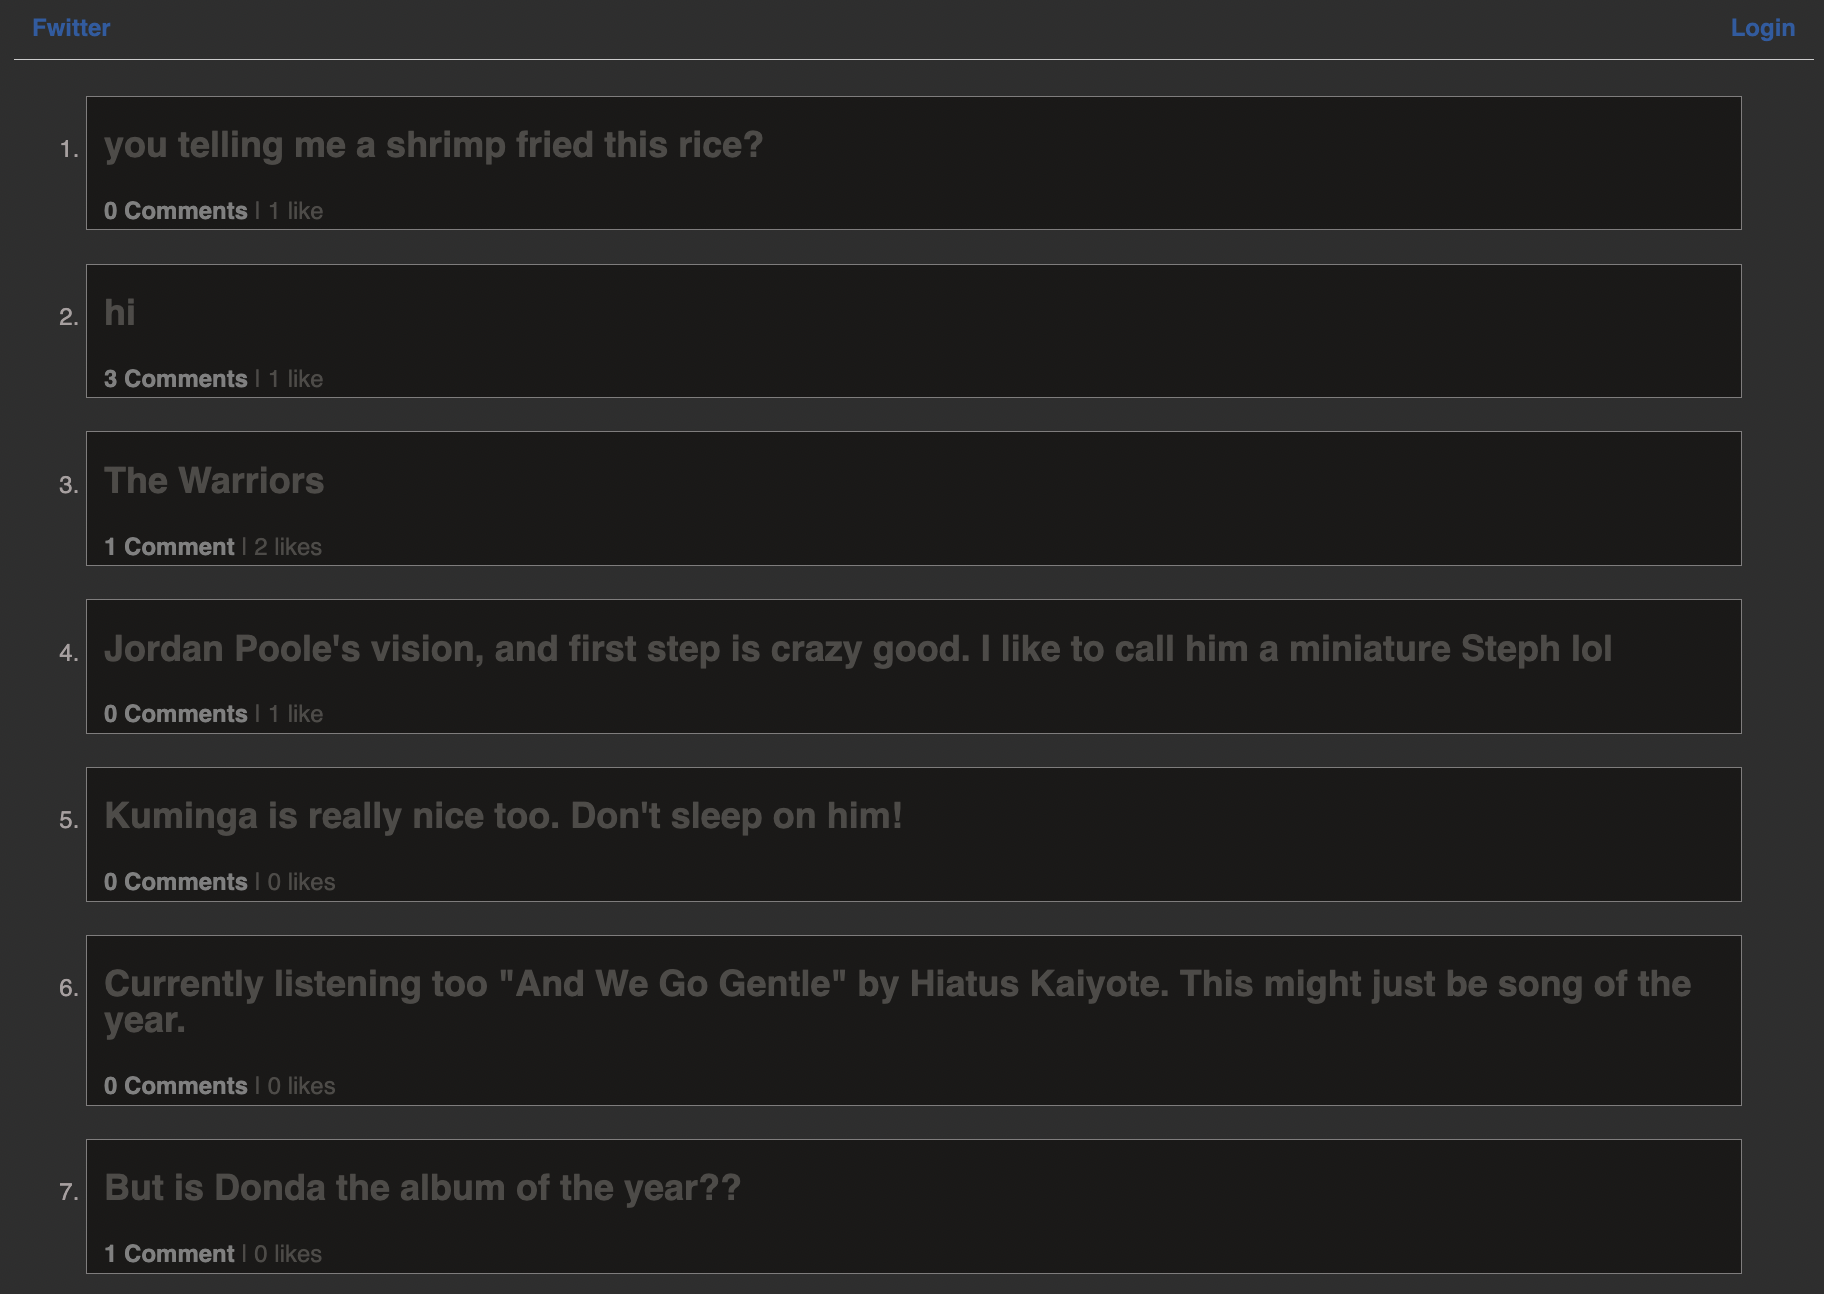 Fwitter Login
1. you telling me a shrimp fried this rice?
0 Comments | 1 like
2. hi
3 Comments | 1 like
3. The Warriors
1 Comment | 2 likes
4. Jordan Poole's vision, and first step is crazy good. I like to call him a miniature Steph lol
0 Comments | 1 like
5. Kuminga is really nice too. Don't sleep on him!
0 Comments | 0 likes
6. Currently listening too "And We Go Gentle" by Hiatus Kaiyote. This might just be song of the
year.
0 Comments | 0 likes
7. But is Donda the album of the year??
1 Comment | 0 likes